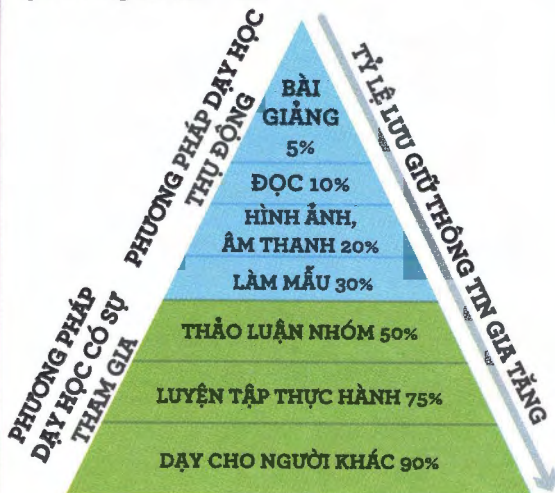 PHƯƠNG PHÁP DẠY HỌC
THỤ ĐỘNG
TỶ LỆ LƯU GIỮ THÔNG TIN GIA TĂNG
BÀI
GIẢNG
5%
ĐỌC 10%
HÌNH ẢNH,
ÂM THANH 20%
LÀM MẪU 30%
PHƯƠNG PHÁP
DẠY HỌC CÓ SỰ
THAM GIA
THẢO LUẬN NHÓM 50%
LUYỆN TẬP THỰC HÀNH 75%
DẠY CHO NGƯỜI KHÁC 90%